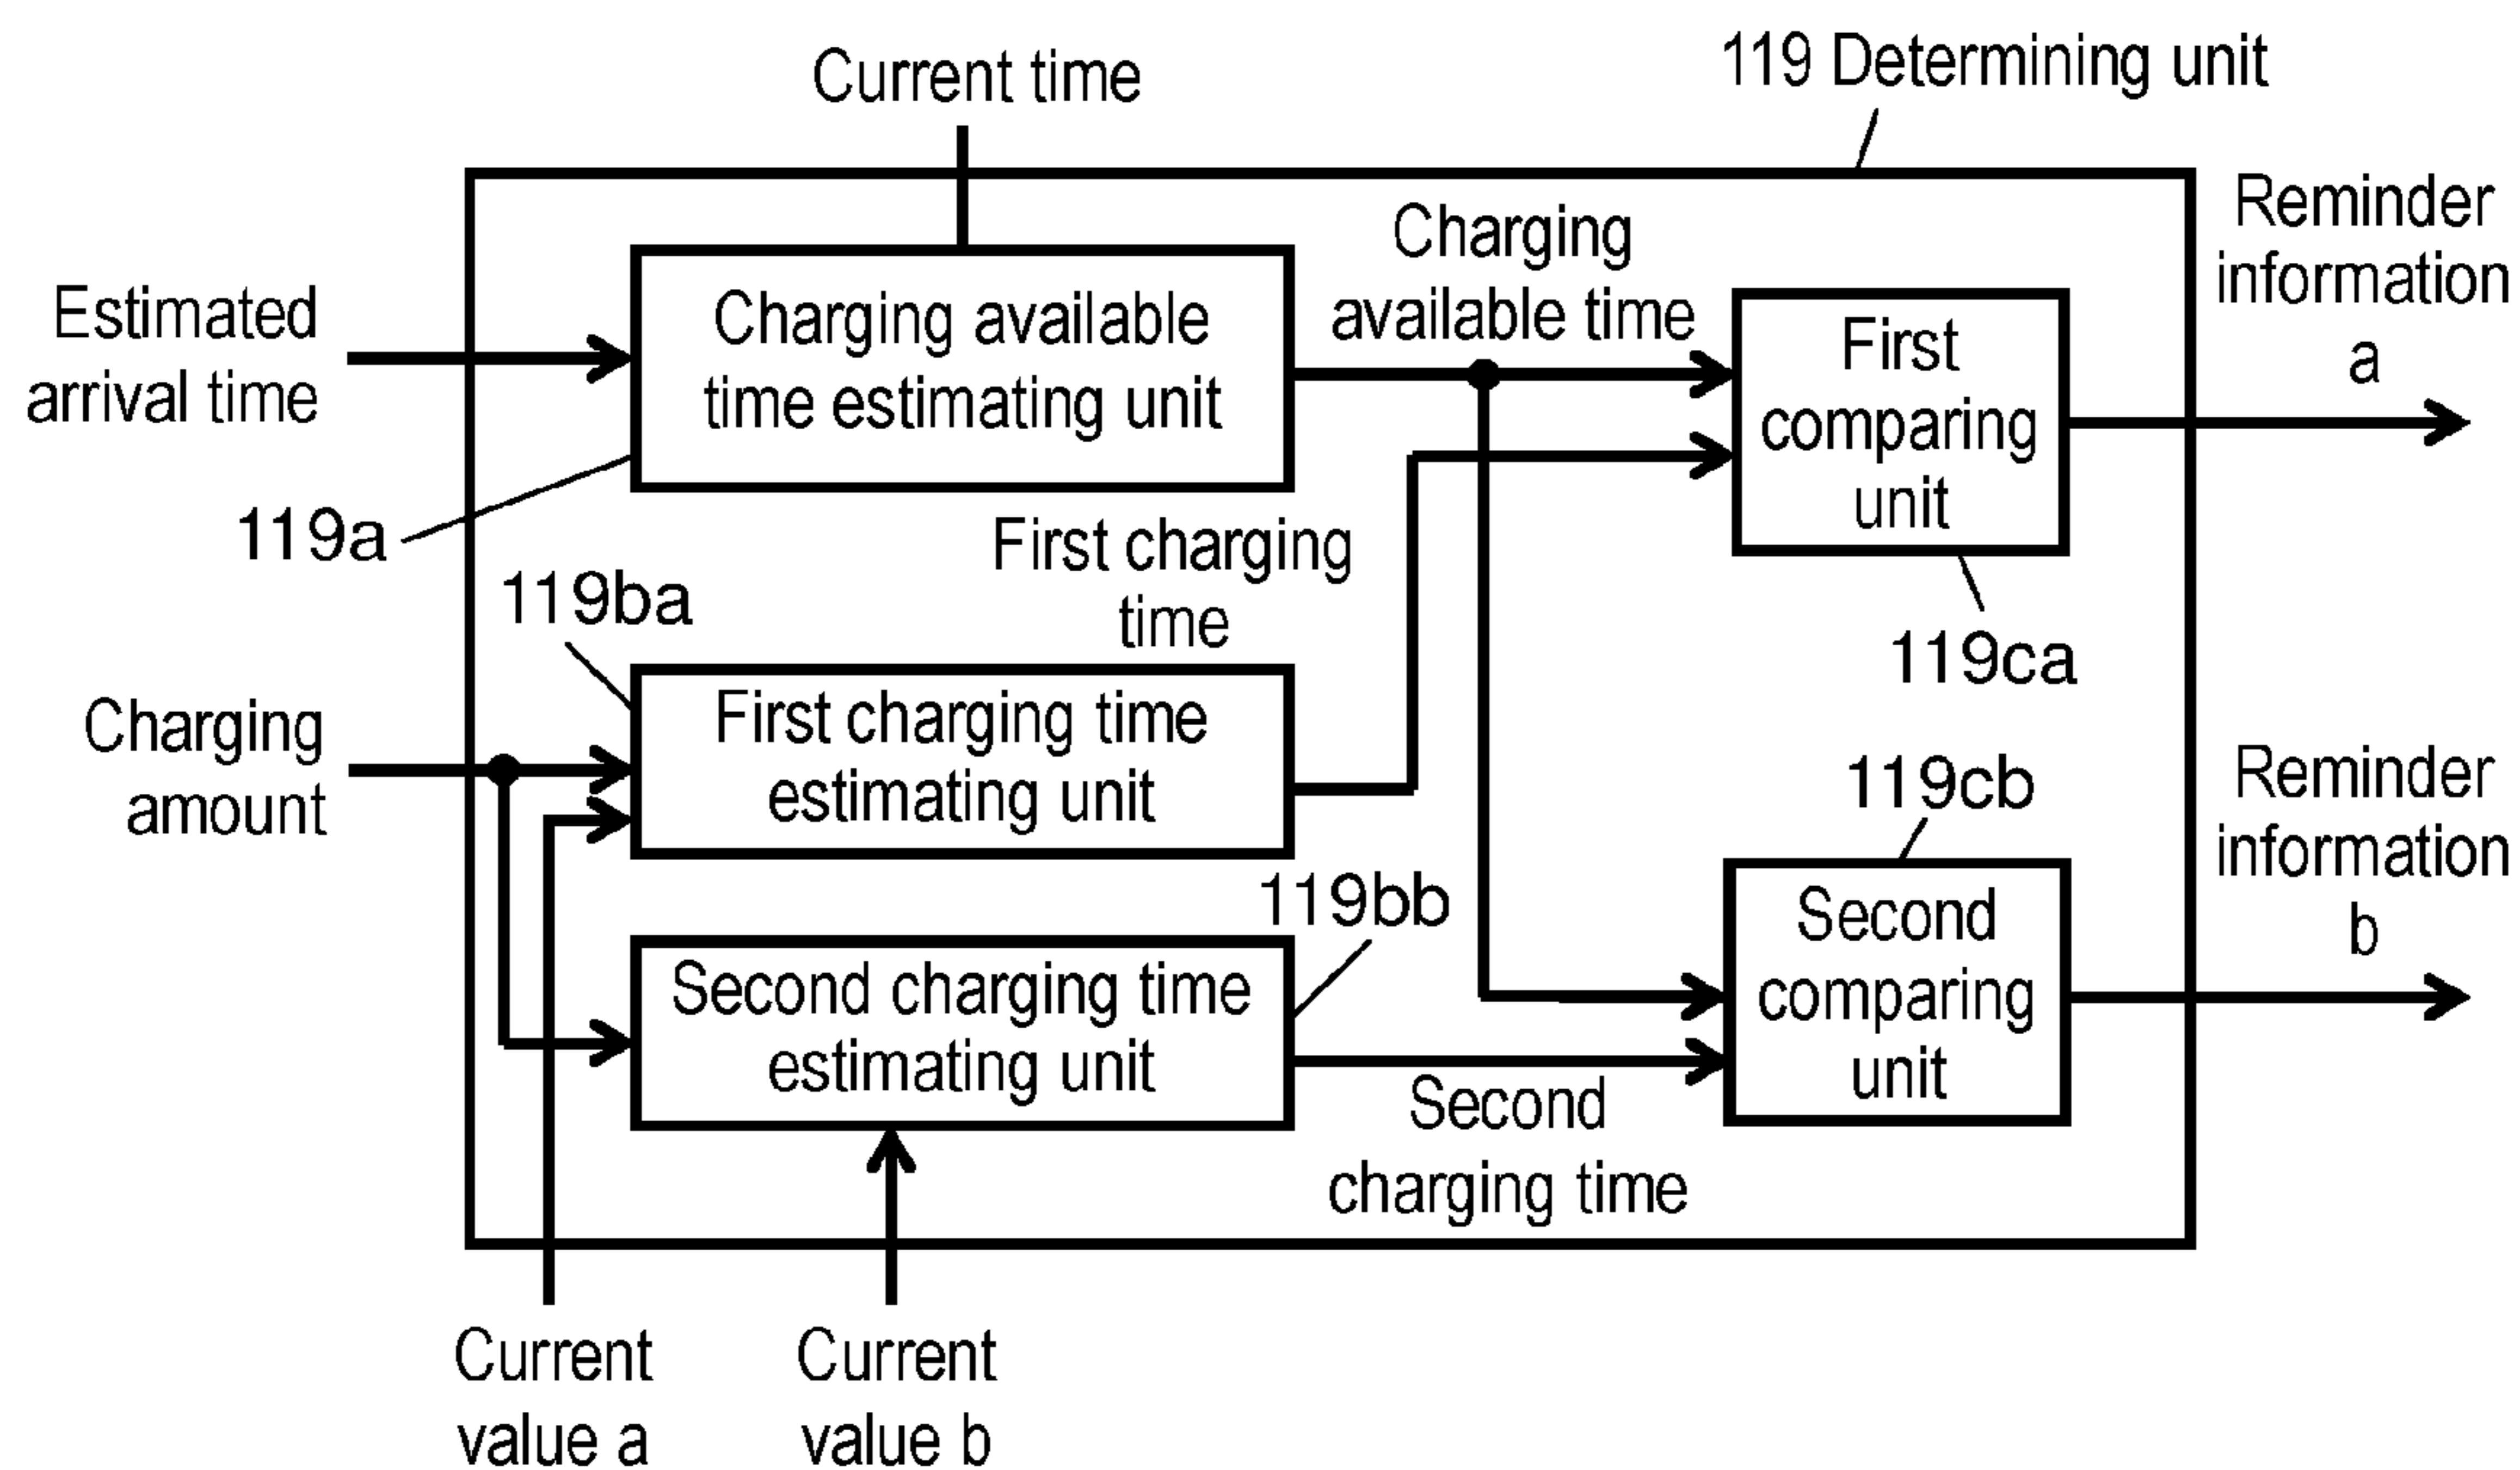 119 Determining unit
Current time
Estimated
arrival time
Charging available
time estimating unit
119a
Charging
available time
First
comparing
unit
119ca
Reminder
information
a
First charging
time
119ba
Charging
amount
First charging time
estimating unit
119bb
Second charging time
estimating unit
119cb
Second
comparing
unit
Reminder
information
b
Second
charging time
Current
value a
Current
value b